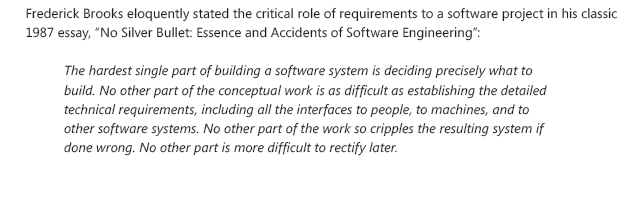 Frederick Brooks eloquently stated the critical role of requirements to a software project in his classic
1987 essay, "No Silver Bullet: Essence and Accidents of Software Engineering":
The hardest single part of building a software system is deciding precisely what to
build. No other part of the conceptual work is as difficult as establishing the detailed
technical requirements, including all the interfaces to people, to machines, and to
other software systems. No other part of the work so cripples the resulting system if
done wrong. No other part is more difficult to rectify later.